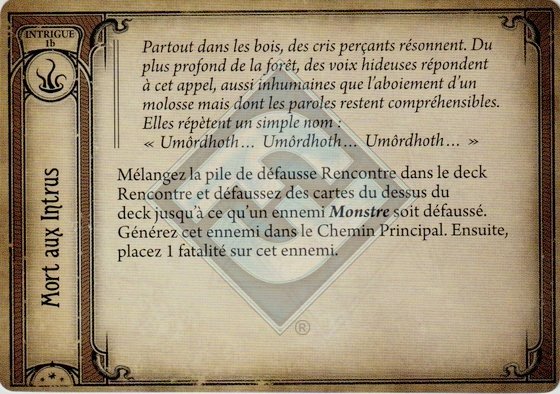 INTRIGUE
1b
Mort aux Intrus
Partout dans les bois, des cris perçants résonnent. Du
plus profond de la forêt, des voix hideuses répondent
à cet appel, aussi inhumaines que l'aboiement d'un
molosse mais dont les paroles restent compréhensibles.
Elles répètent un simple nom :
« Umôrdhoth… Umôrdhoth… Umôrdhoth… »
Mélangez la pile de défausse Rencontre dans le deck
Rencontre et défaussez des cartes du dessus du
deck jusqu'à ce qu'un ennemi Monstre soit défaussé.
Générez cet ennemi dans le Chemin Principal. Ensuite,
placez 1 fatalité sur cet ennemi.
®